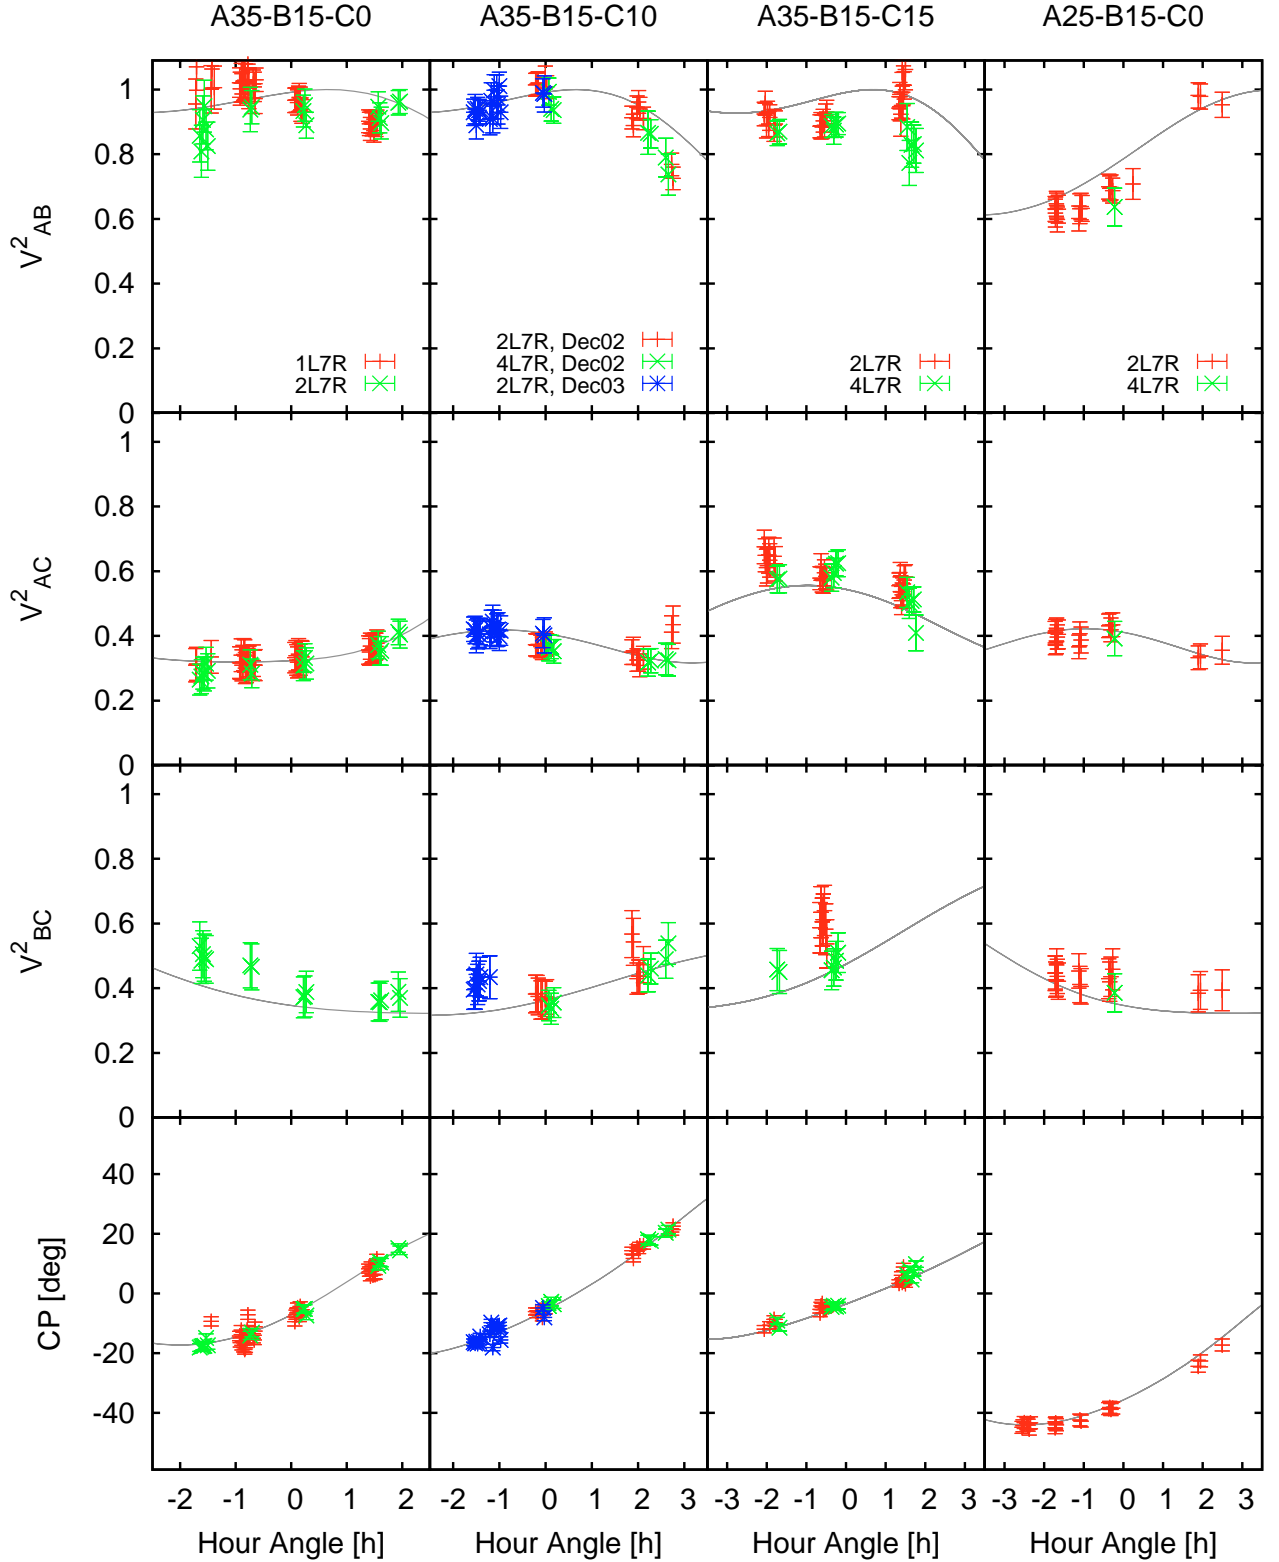 A35-B15-C0 A35-B15-C10 A35-B15-C15 A25-B15-C0
V²AB
1
0.8
0.6
0.4
0.2
0
1L7R
2L7R
2L7R, Dec02
4L7R, Dec02
2L7R, Dec03
2L7R
4L7R
2L7R
4L7R
V²AC
1
0.8
0.6
0.4
0.2
0
V²BC
1
0.8
0.6
0.4
0.2
0
CP [deg]
40
20
0
-20
-40
-2 -1 0 1 2 -2 -1 0 1 2 3 -3 -2 -1 0 1 2 3 -3 -2 -1 0 1 2 3
Hour Angle [h] Hour Angle [h] Hour Angle [h] Hour Angle [h]